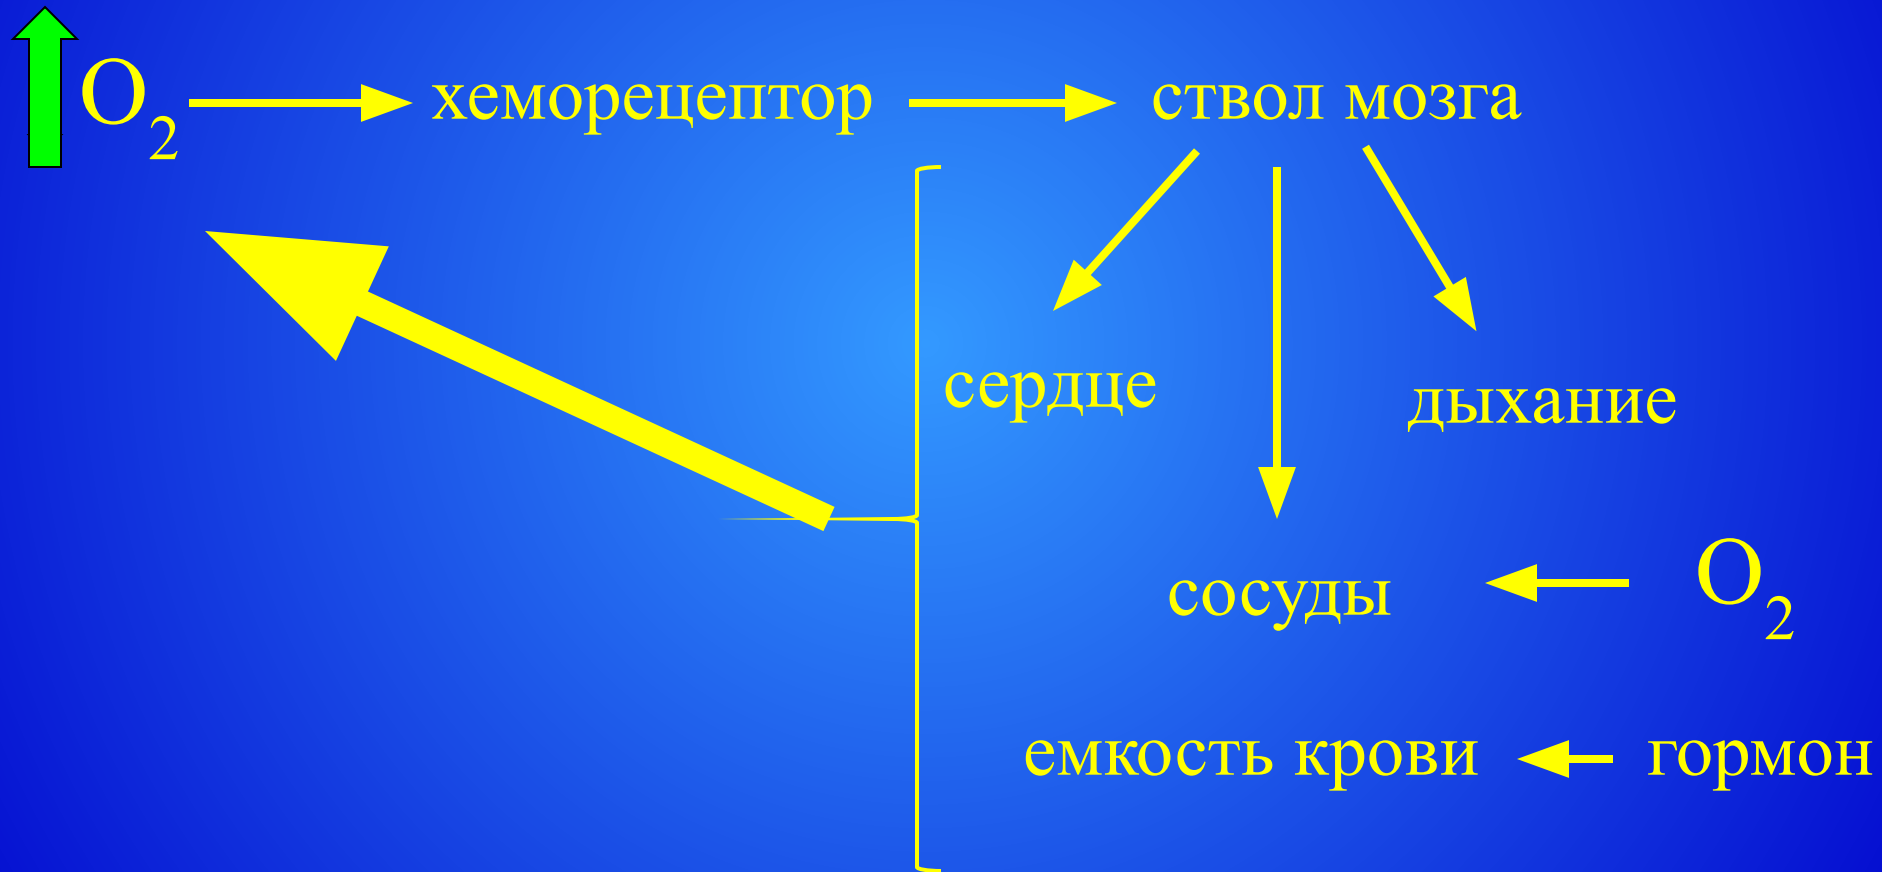 O₂ хеморецептор ствол мозга
сердце дыхание
сосуды O₂
емкость крови гормон